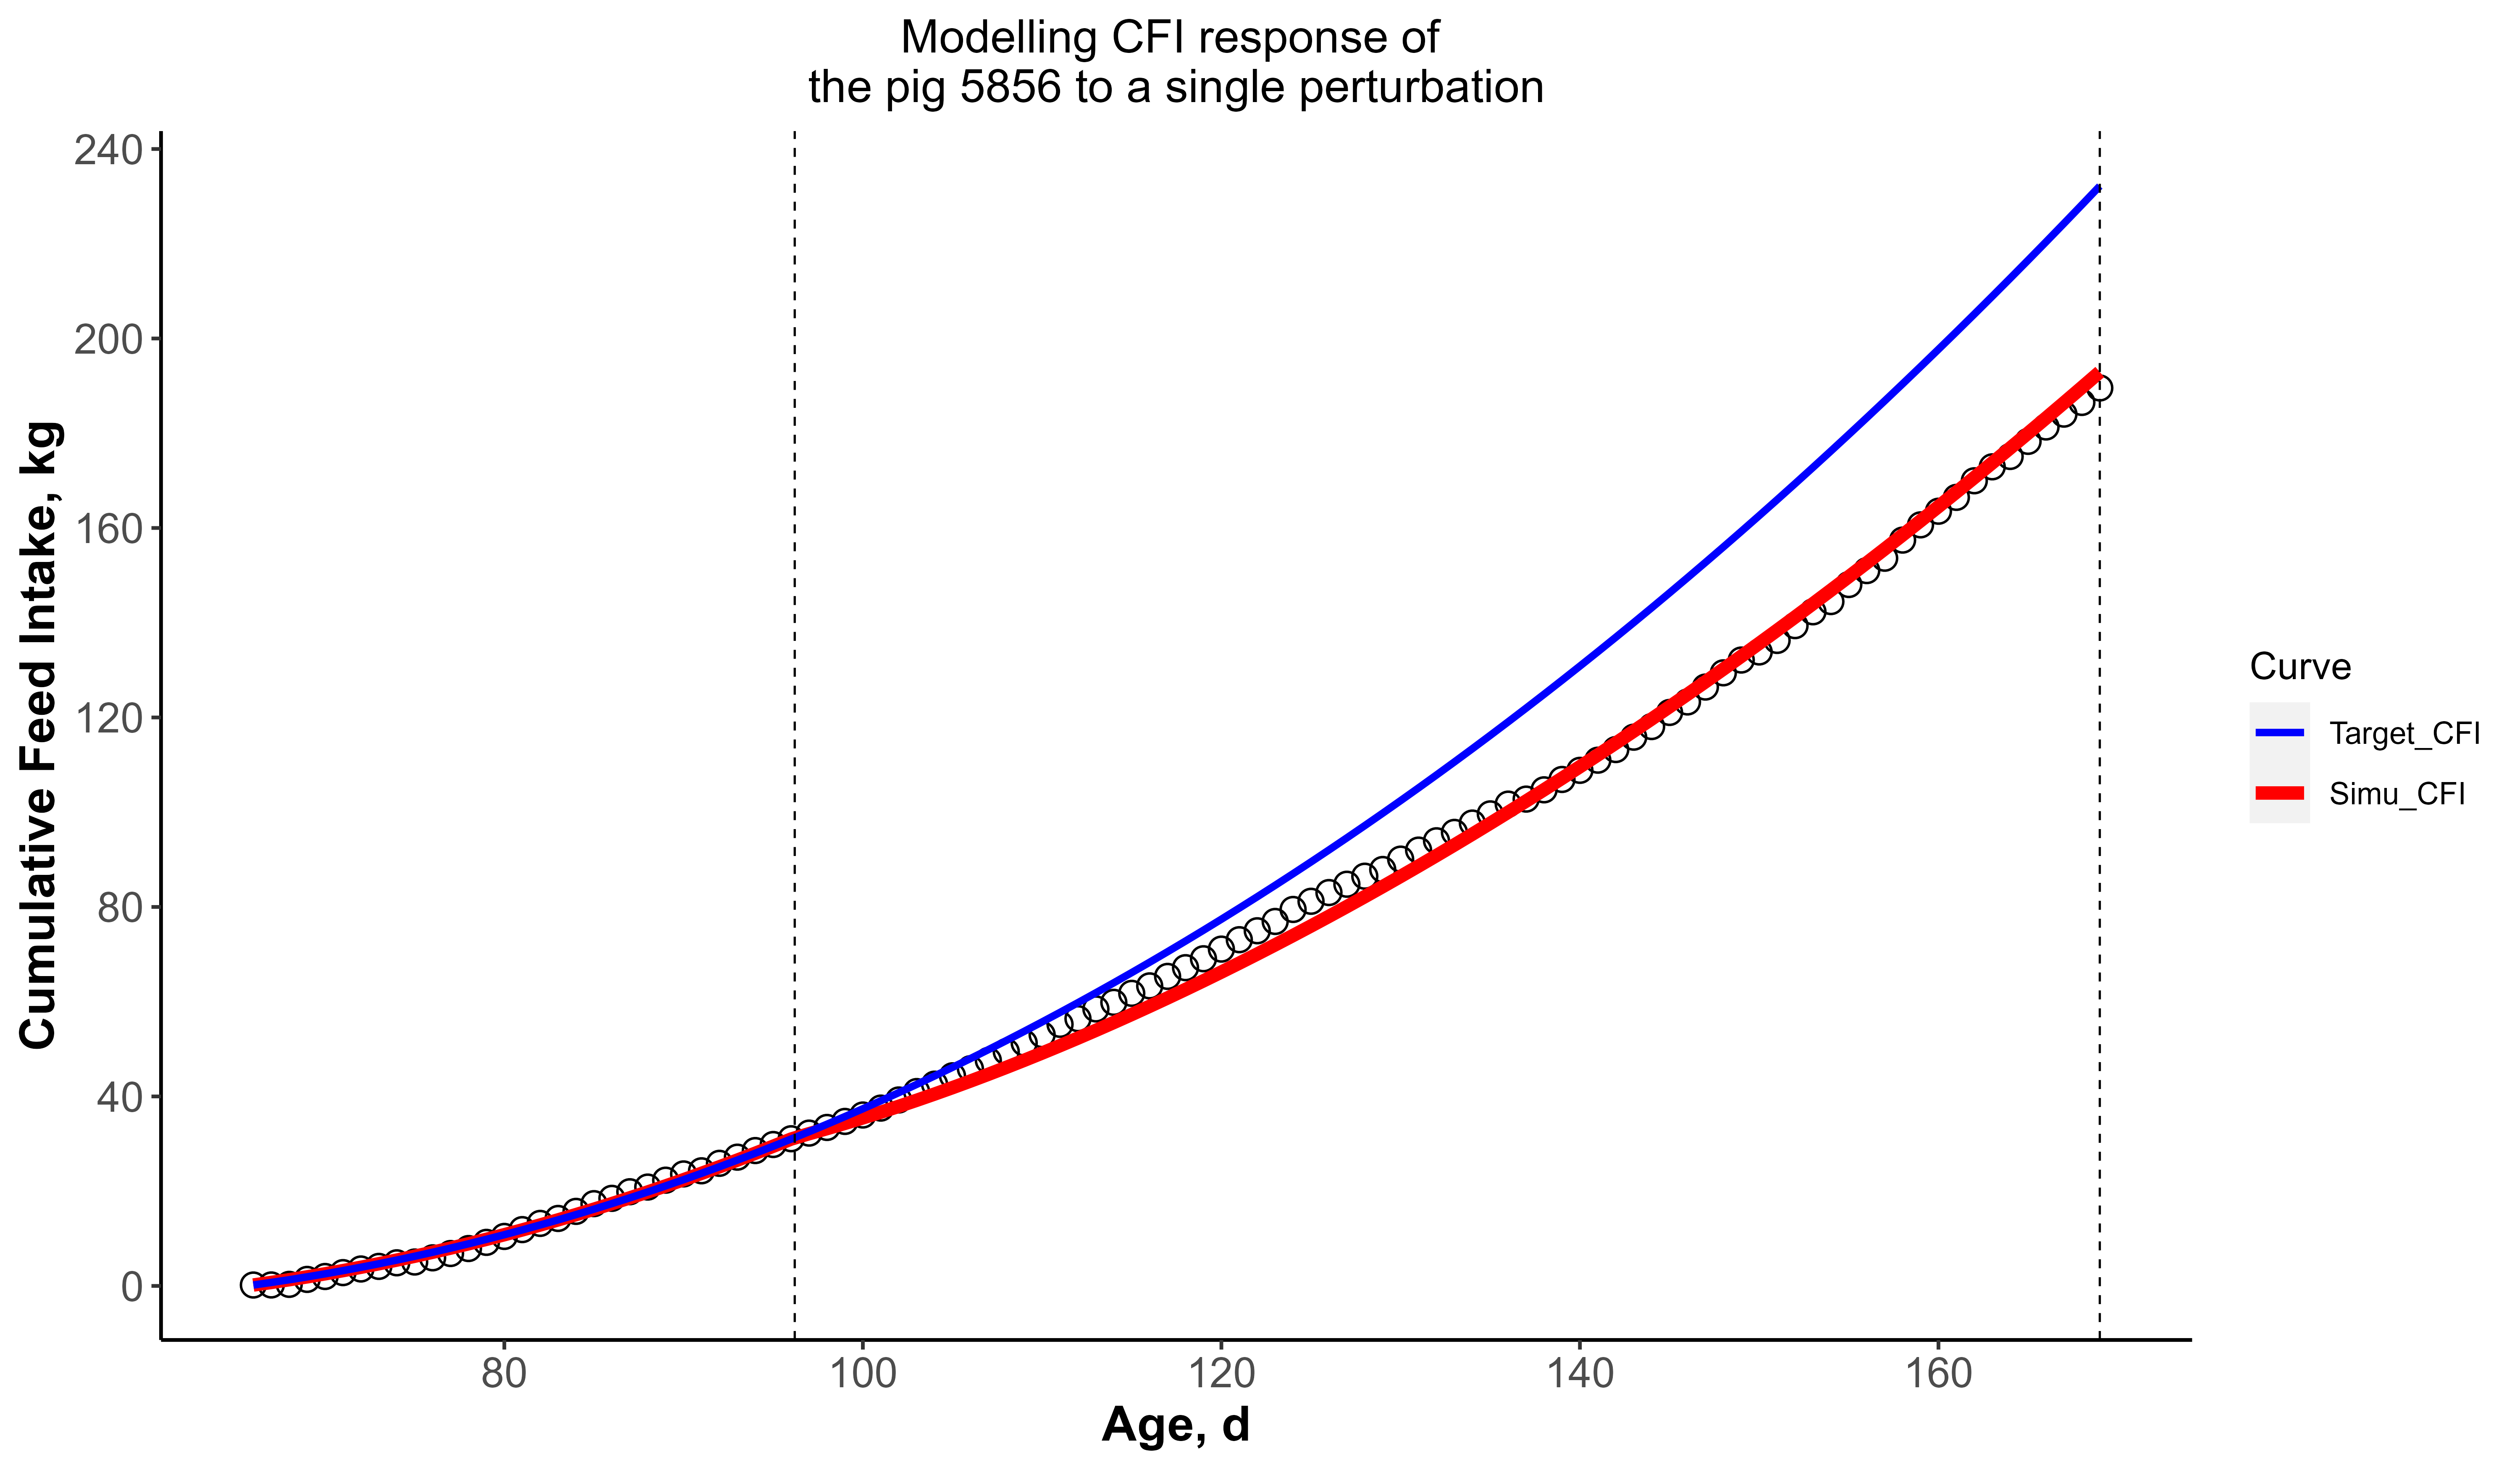 Modelling CFI response of
the pig 5856 to a single perturbation
Cumulative Feed Intake, kg
240
200
160
120
80
40
0
80
100
120
140
160
Age, d
Curve
Target_CFI
Simu_CFI